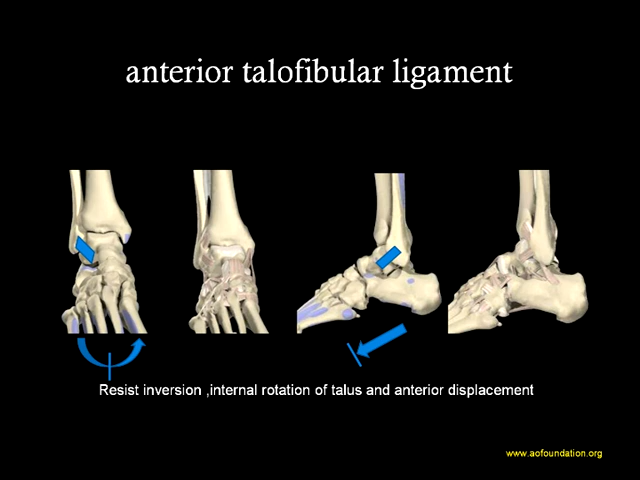 anterior talofibular ligament
Resist inversion ,internal rotation of talus and anterior displacement
www.aofoundation.org